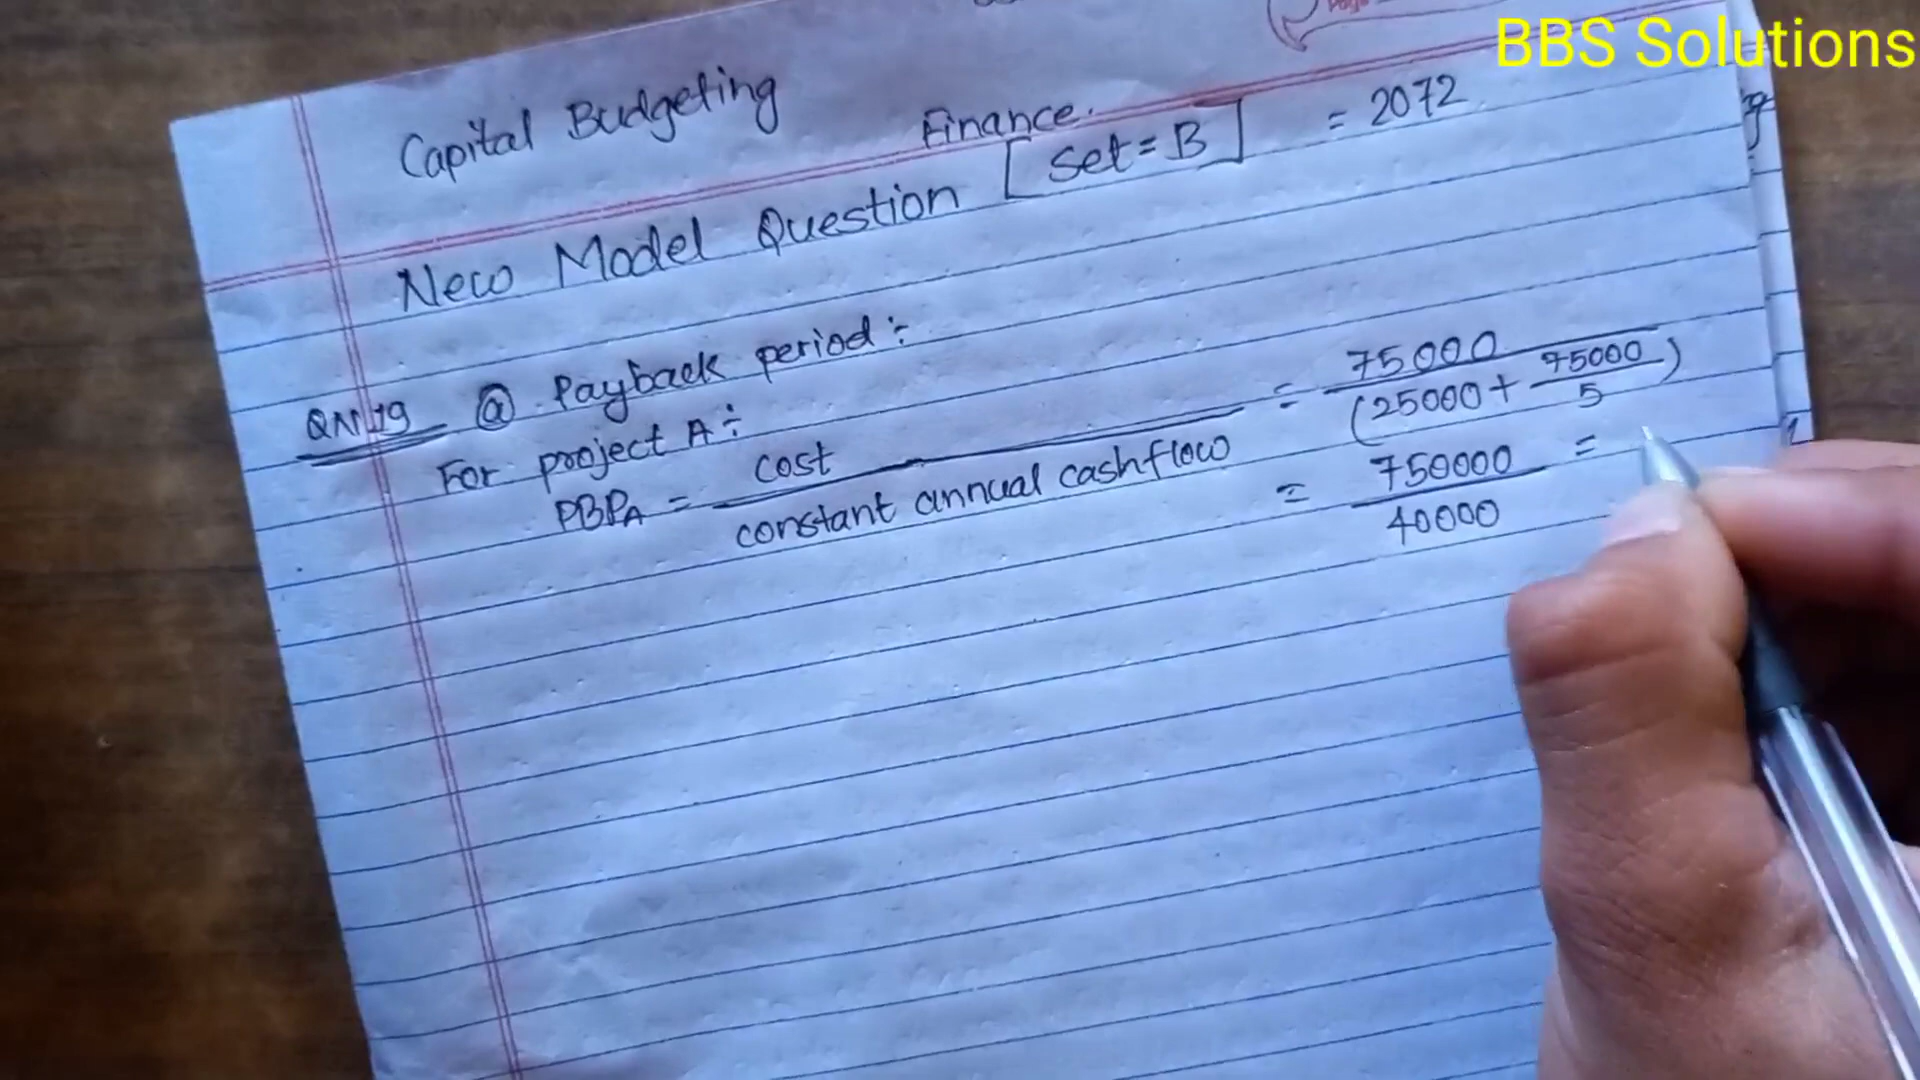 BBS Solutions
Capital Budgeting
Finance.
New Model Question [Set=B] = 2072
QN 19 @ Payback period :-
For project A ÷
PBPA = cost / constant annual cashflow = 75000 / (25000 + 75000/5)
= 750000 / 40000 =